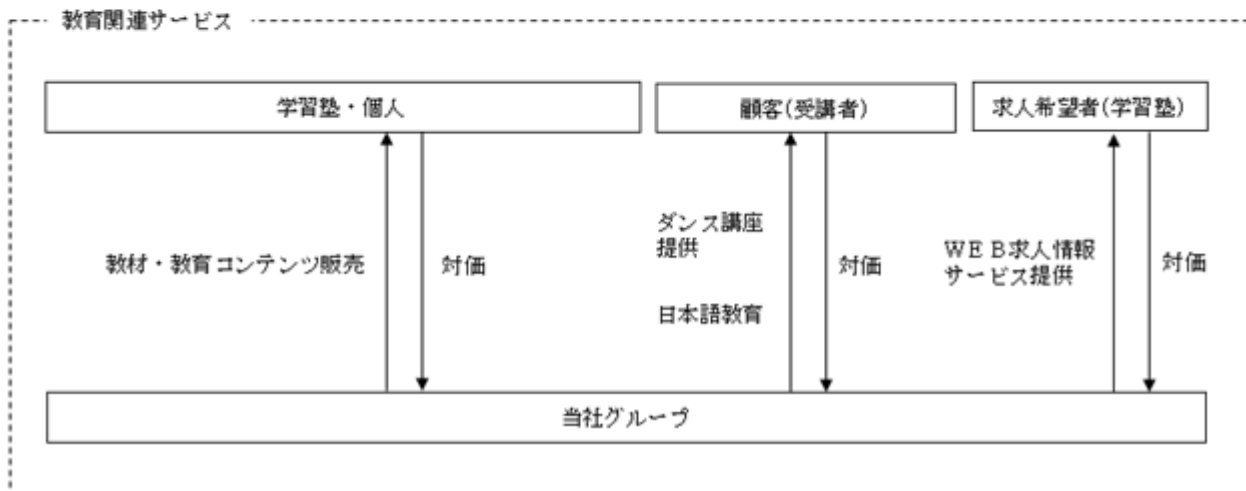 教育関連サービス
学習塾・個人
顧客(受講者)
求人希望者(学習塾)
教材・教育コンテンツ販売
対価
ダンス講座
提供
日本語教育
対価
ＷＥＢ求人情報
サービス提供
対価
当社グループ